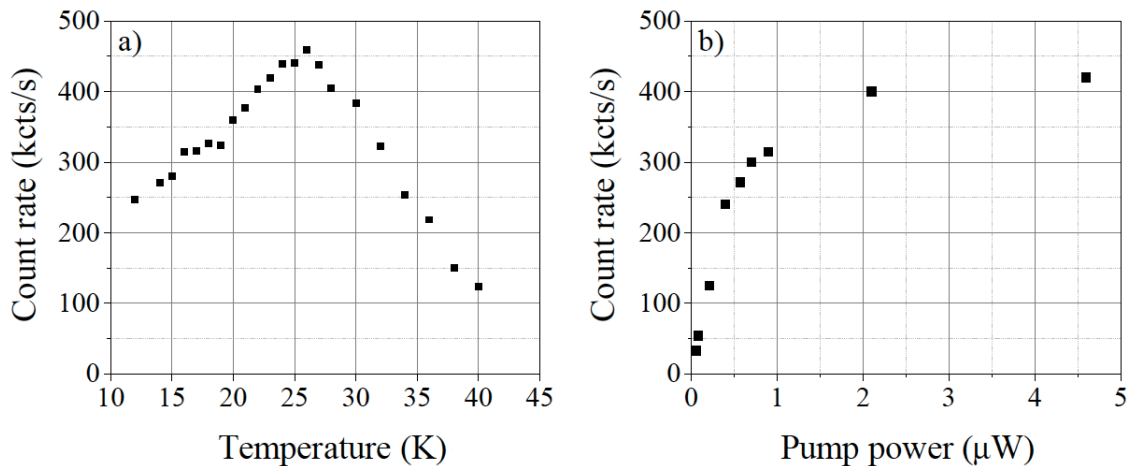 a)
Count rate (kcts/s)
500
400
300
200
100
0
10 15 20 25 30 35 40 45
Temperature (K)
b)
Count rate (kcts/s)
500
400
300
200
100
0
0 1 2 3 4 5
Pump power (μW)